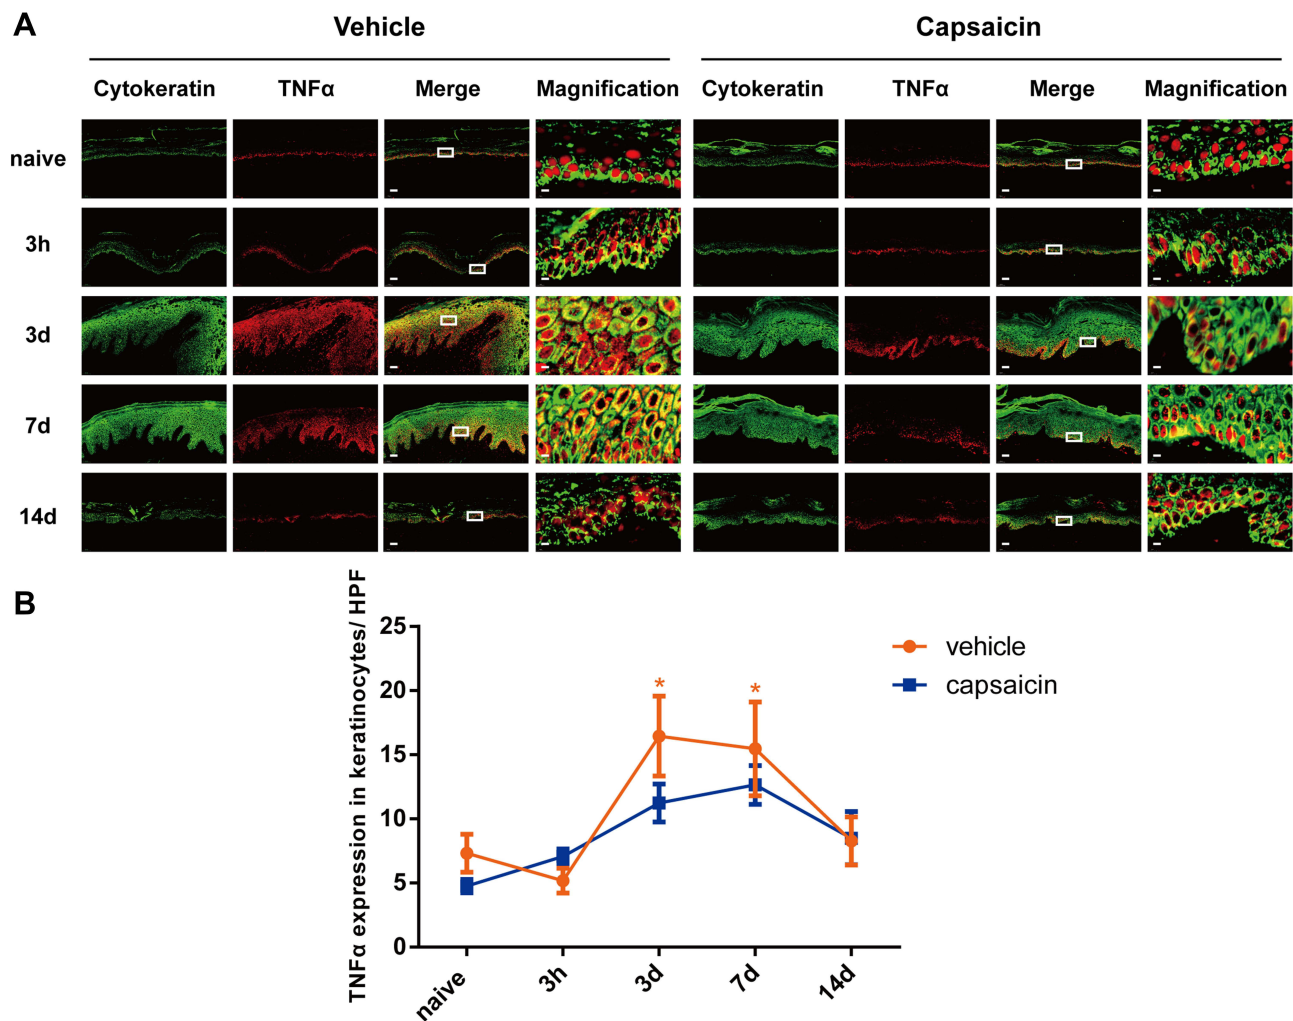 A
Vehicle Capsaicin
Cytokeratin TNFα Merge Magnification Cytokeratin TNFα Merge Magnification
naive
3h
3d
7d
14d
B
TNFα expression in keratinocytes/ HPF
25
20
15
10
5
0
* *
naive 3h 3d 7d 14d
vehicle
capsaicin